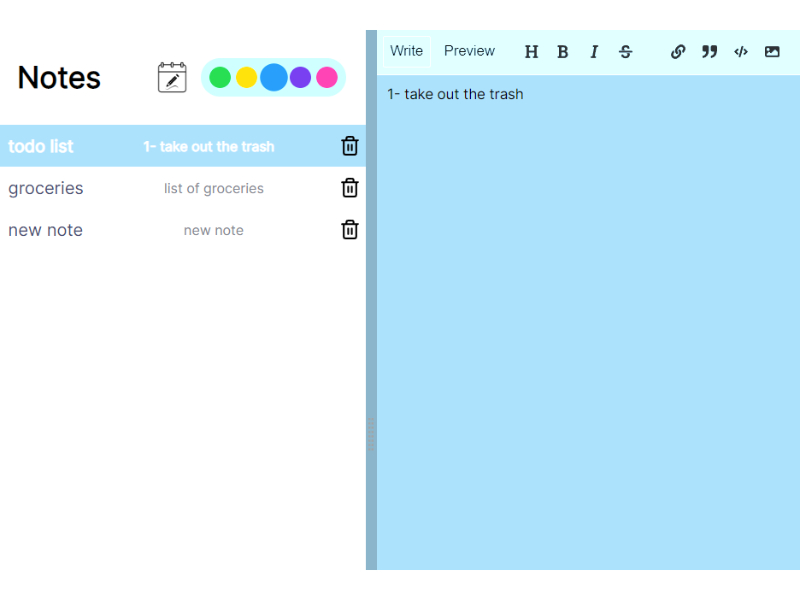 Notes
todo list 1- take out the trash
groceries list of groceries
new note new note
Write Preview H B I S
1- take out the trash